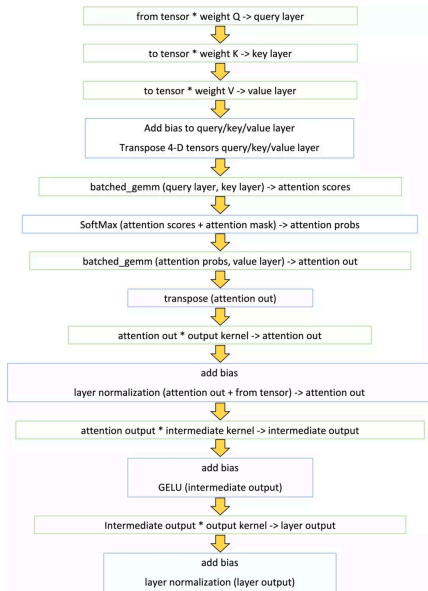 from tensor * weight Q -> query layer
to tensor * weight K -> key layer
to tensor * weight V -> value layer
Add bias to query/key/value layer
Transpose 4-D tensors query/key/value layer
batched_gemm (query layer, key layer) -> attention scores
SoftMax (attention scores + attention mask) -> attention probs
batched_gemm (attention probs, value layer) -> attention out
transpose (attention out)
attention out * output kernel -> attention out
add bias
layer normalization (attention out + from tensor) -> attention out
attention output * intermediate kernel -> intermediate output
add bias
GELU (intermediate output)
Intermediate output * output kernel -> layer output
add bias
layer normalization (layer output)